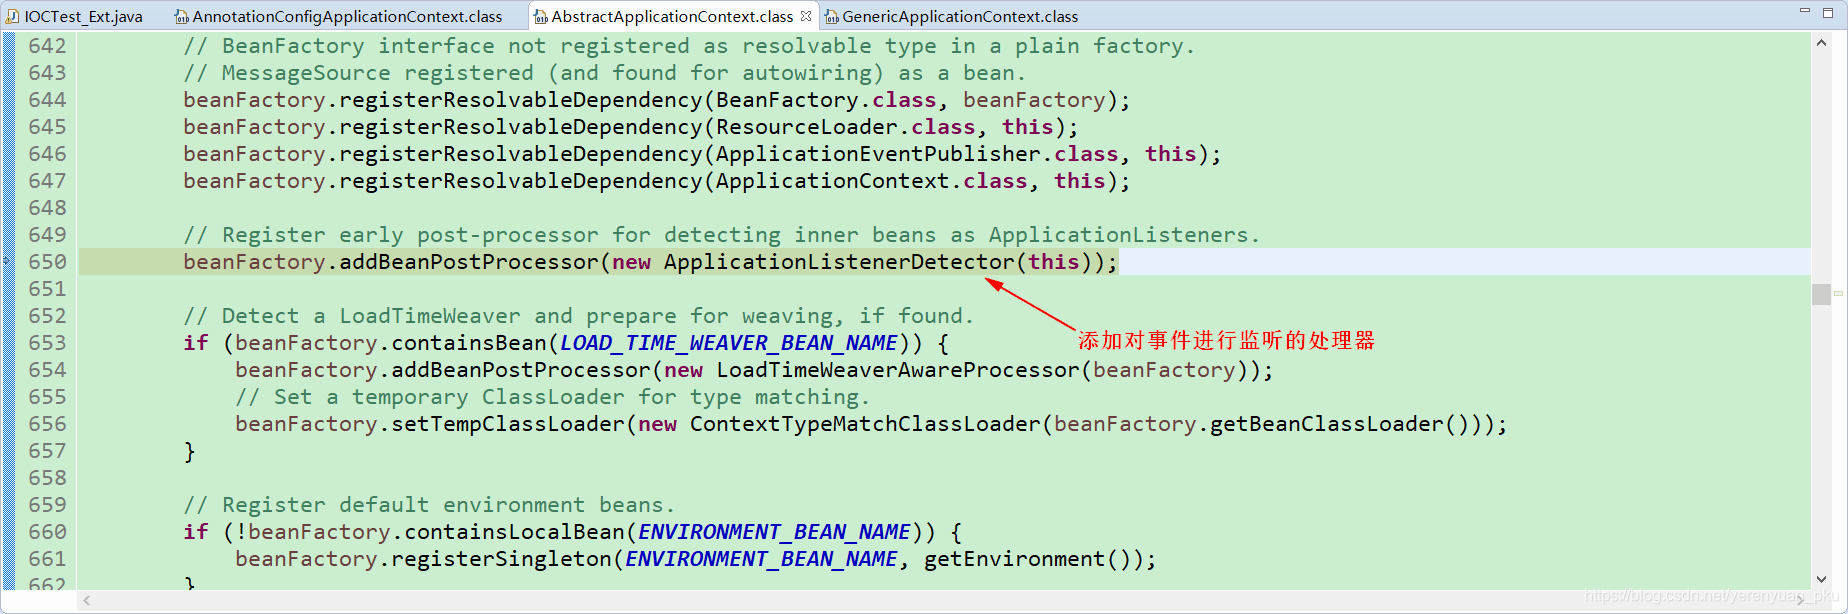 IOCTest_Ext.java AnnotationConfigApplicationContext.class AbstractApplicationContext.class GenericApplicationContext.class
642 // BeanFactory interface not registered as resolvable type in a plain factory.
643 // MessageSource registered (and found for autowiring) as a bean.
644 beanFactory.registerResolvableDependency(BeanFactory.class, beanFactory);
645 beanFactory.registerResolvableDependency(ResourceLoader.class, this);
646 beanFactory.registerResolvableDependency(ApplicationEventPublisher.class, this);
647 beanFactory.registerResolvableDependency(ApplicationContext.class, this);
648
649 // Register early post-processor for detecting inner beans as ApplicationListeners.
650 beanFactory.addBeanPostProcessor(new ApplicationListenerDetector(this));
651
652 // Detect a LoadTimeWeaver and prepare for weaving, if found.
653 if (beanFactory.containsBean(LOAD_TIME_WEAVER_BEAN_NAME)) {
添加对事件进行监听的处理器
654 beanFactory.addBeanPostProcessor(new LoadTimeWeaverAwareProcessor(beanFactory));
655 // Set a temporary ClassLoader for type matching.
656 beanFactory.setTempClassLoader(new ContextTypeMatchClassLoader(beanFactory.getBeanClassLoader()));
657 }
658
659 // Register default environment beans.
660 if (!beanFactory.containsLocalBean(ENVIRONMENT_BEAN_NAME)) {
661 beanFactory.registerSingleton(ENVIRONMENT_BEAN_NAME, getEnvironment());
662 }
https://blog.csdn.net/yerenyuan_pku